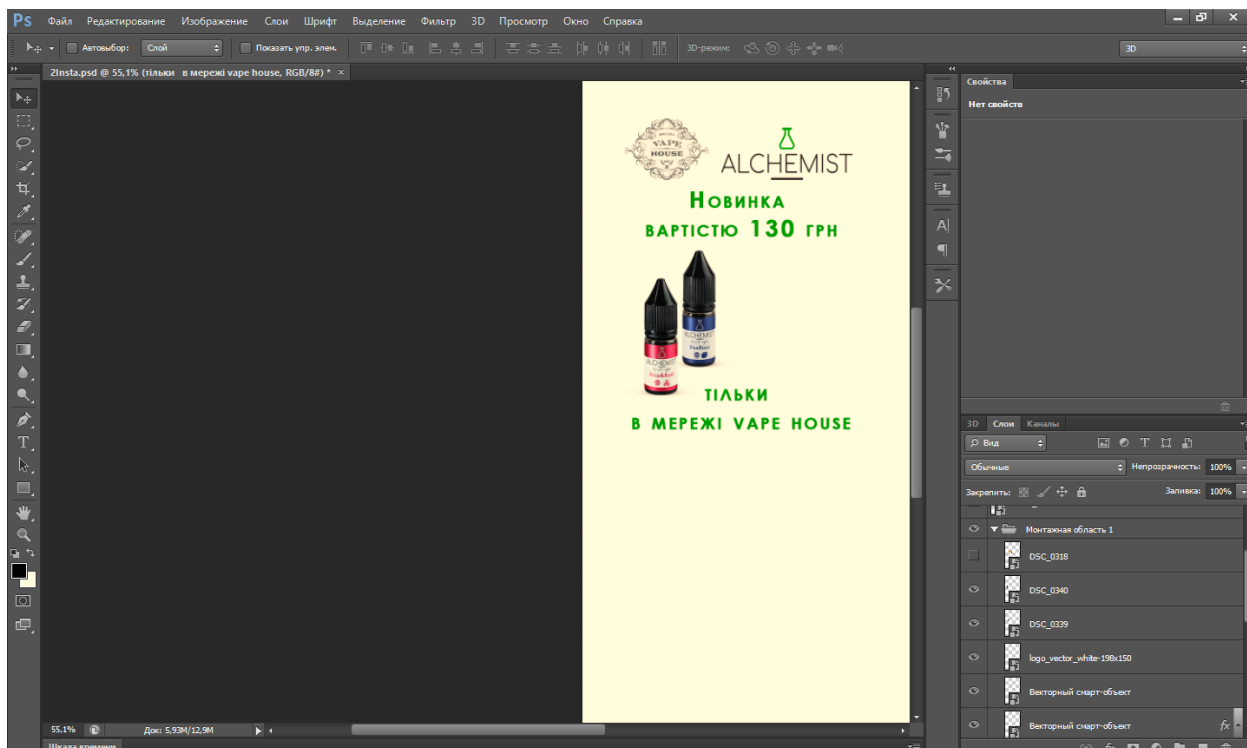 Ps Файл Редактирование Изображение Слои Шрифт Выделение Фильтр 3D Просмотр Окно Справка
Автовыбор: Слой Показать упр. элем. 3D-режим: 3D
2Insta.psd @ 55,1% (тільки в мережі vape house, RGB/8#) * ×
Свойства
Нет свойств
VAPE
HOUSE
ALCHEMIST
Новинка
вартістю 130 грн
ALCHEMIST
ALCHEMIST
тільки
в мережі vape house
3D Слои Каналы
Вид
Обычные Непрозрачность: 100%
Закрепить: Заливка: 100%
Монтажная область 1
DSC_0318
DSC_0340
DSC_0339
logo_vector_white-198x150
Векторный смарт-объект
Векторный смарт-объект fx
55,1% Док: 5,93M/12,9M
Шкала времени